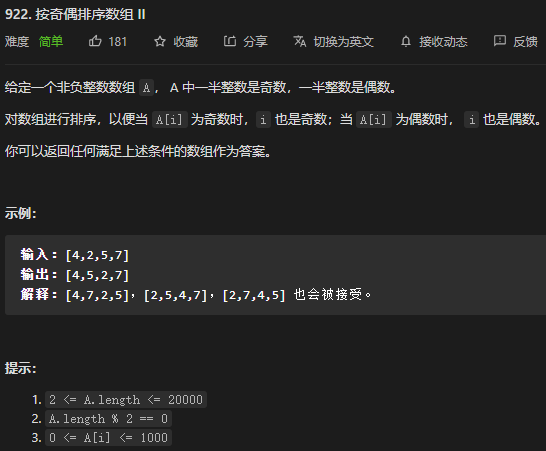 922. 按奇偶排序数组 II
难度 简单 181 收藏 分享 切换为英文 接收动态 反馈
给定一个非负整数数组 A, A 中一半整数是奇数,一半整数是偶数。
对数组进行排序,以便当 A[i] 为奇数时, i 也是奇数;当 A[i] 为偶数时, i 也是偶数。
你可以返回任何满足上述条件的数组作为答案。
示例:
输入:[4,2,5,7]
输出:[4,5,2,7]
解释:[4,7,2,5],[2,5,4,7],[2,7,4,5] 也会被接受。
提示:
1. 2 <= A.length <= 20000
2. A.length % 2 == 0
3. 0 <= A[i] <= 1000